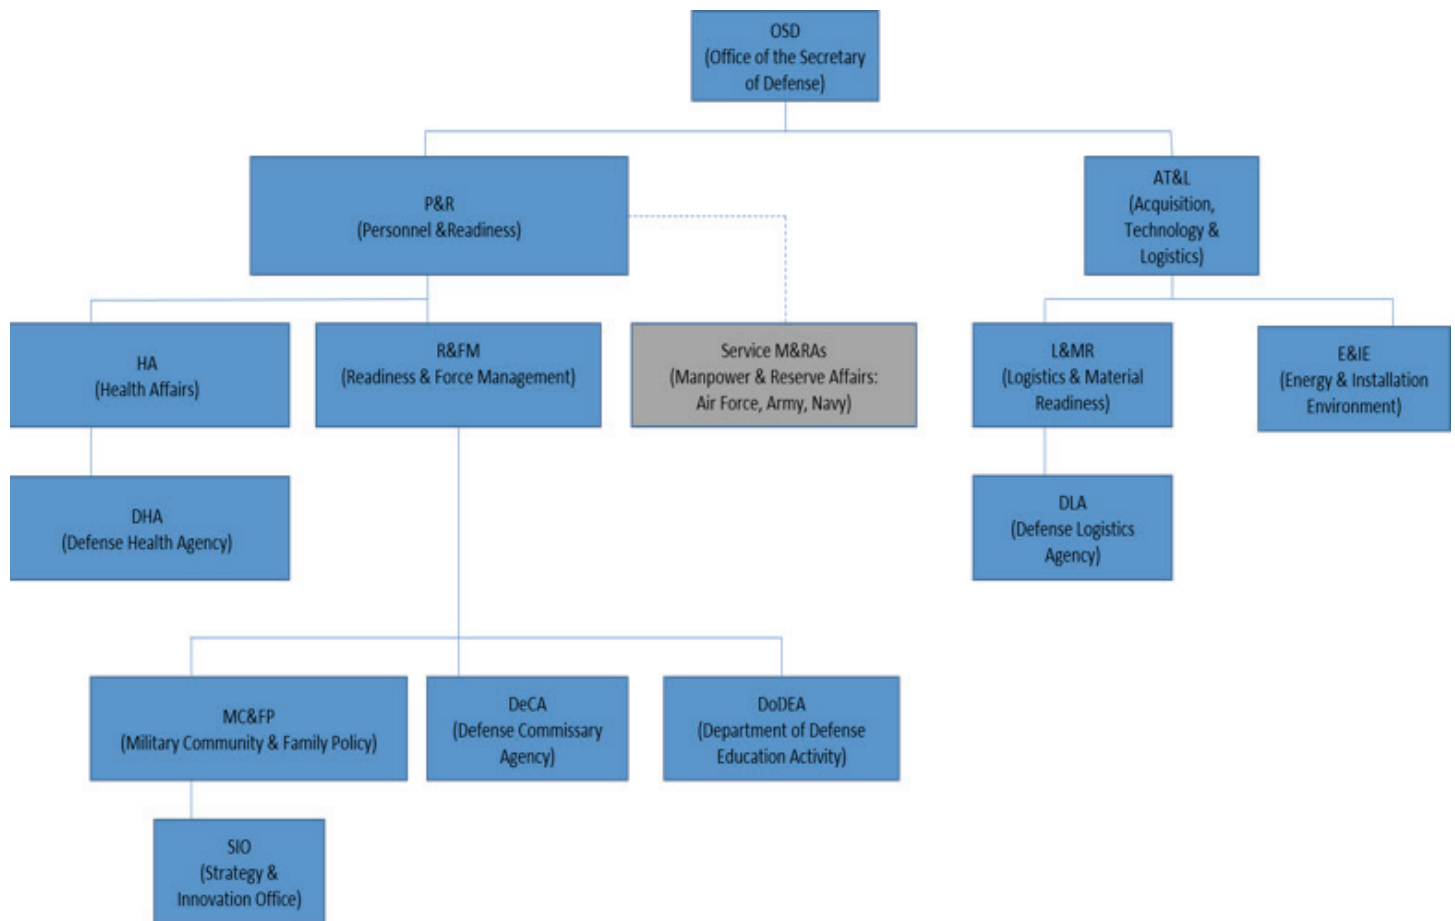 OSD
(Office of the Secretary
of Defense)
P&R
(Personnel &Readiness)
AT&L
(Acquisition,
Technology &
Logistics)
HA
(Health Affairs)
R&FM
(Readiness & Force Management)
Service M&RAs
(Manpower & Reserve Affairs:
Air Force, Army, Navy)
L&MR
(Logistics & Material
Readiness)
E&IE
(Energy & Installation
Environment)
DHA
(Defense Health Agency)
DLA
(Defense Logistics
Agency)
MC&FP
(Military Community & Family Policy)
DeCA
(Defense Commissary
Agency)
DoDEA
(Department of Defense
Education Activity)
SIO
(Strategy &
Innovation Office)